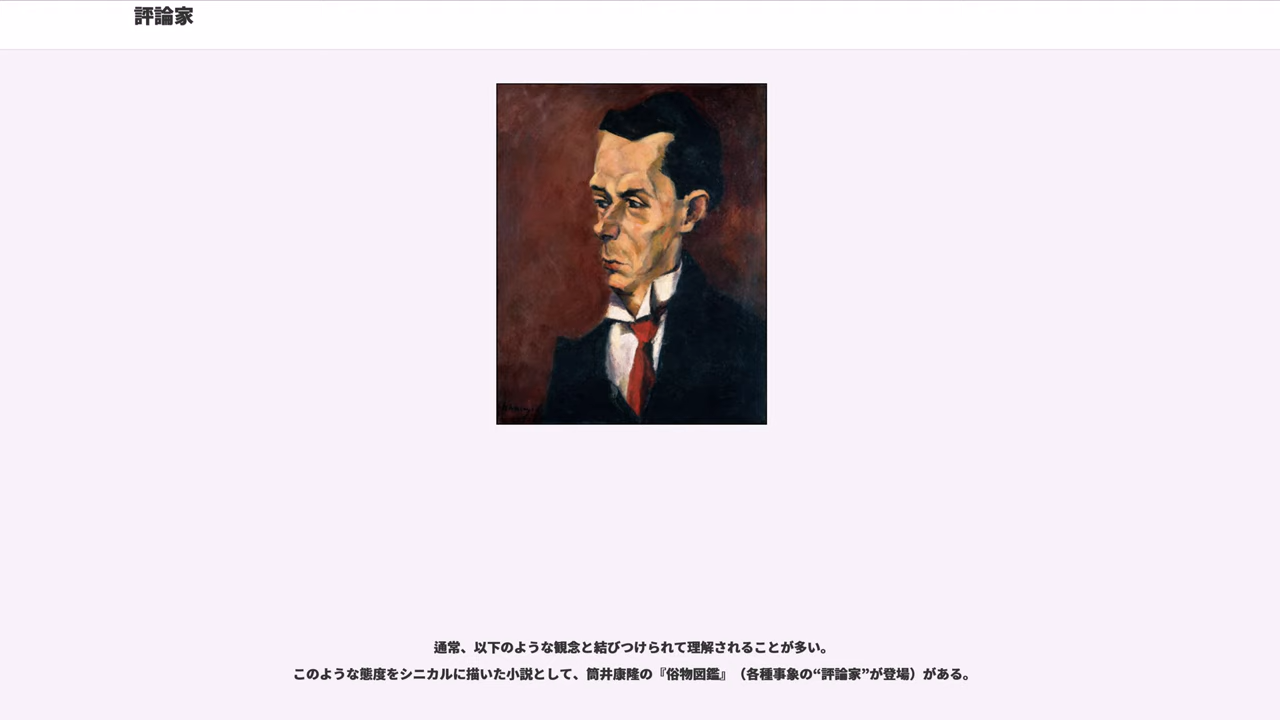 評論家
通常、以下のような観念と結びつけられて理解されることが多い。
このような態度をシニカルに描いた小説として、筒井康隆の『俗物図鑑』（各種事象の“評論家”が登場）がある。